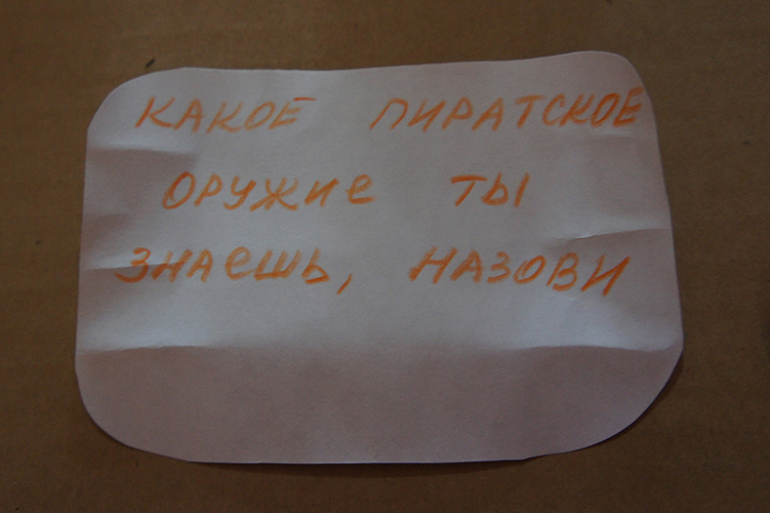 КАКОЕ ПИРАТСКОЕ
ОРУЖИЕ ТЫ
ЗНАЕШЬ, НАЗОВИ